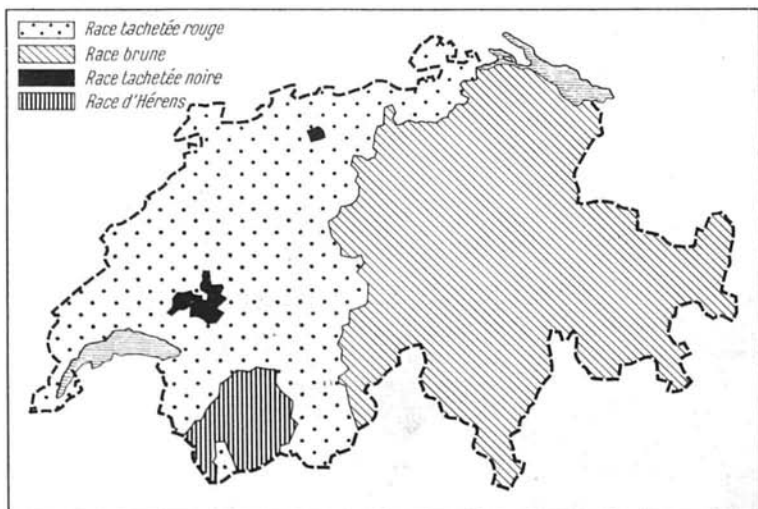 Race tachetée rouge
Race brune
Race tachetée noire
Race d'Hérens